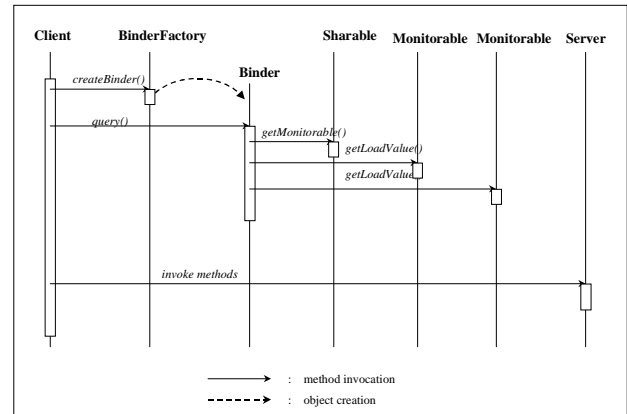 Client
BinderFactory
Sharable
Monitorable
Monitorable
Server
Binder
createBinder()
query()
getMonitorable()
getLoadValue()
getLoadValue
invoke methods
: method invocation
: object creation